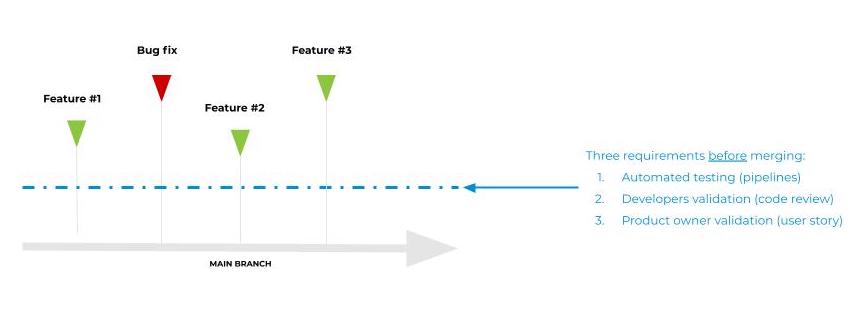 Bug fix
Feature #3
Feature #1
Feature #2
Three requirements before merging:
1. Automated testing (pipelines)
2. Developers validation (code review)
3. Product owner validation (user story)
MAIN BRANCH